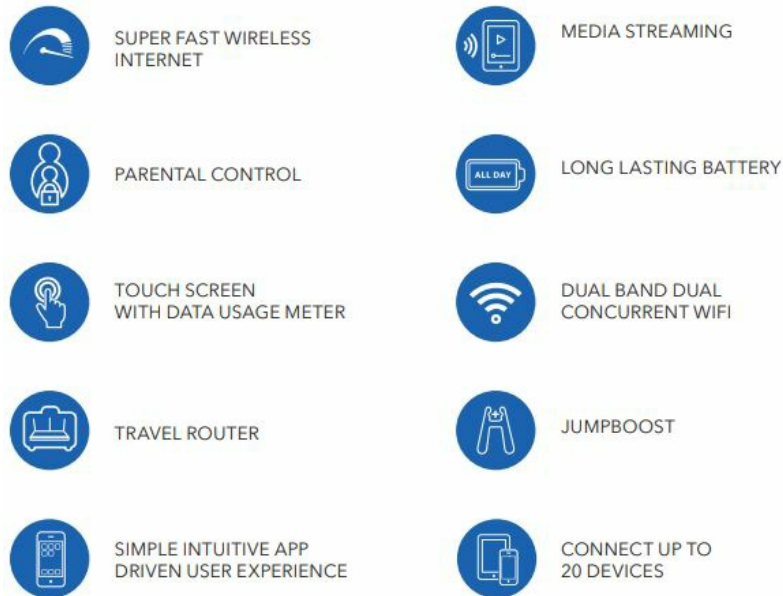 SUPER FAST WIRELESS
INTERNET
MEDIA STREAMING
PARENTAL CONTROL
ALL DAY
LONG LASTING BATTERY
TOUCH SCREEN
WITH DATA USAGE METER
DUAL BAND DUAL
CONCURRENT WIFI
TRAVEL ROUTER
JUMPBOOST
SIMPLE INTUITIVE APP
DRIVEN USER EXPERIENCE
CONNECT UP TO
20 DEVICES